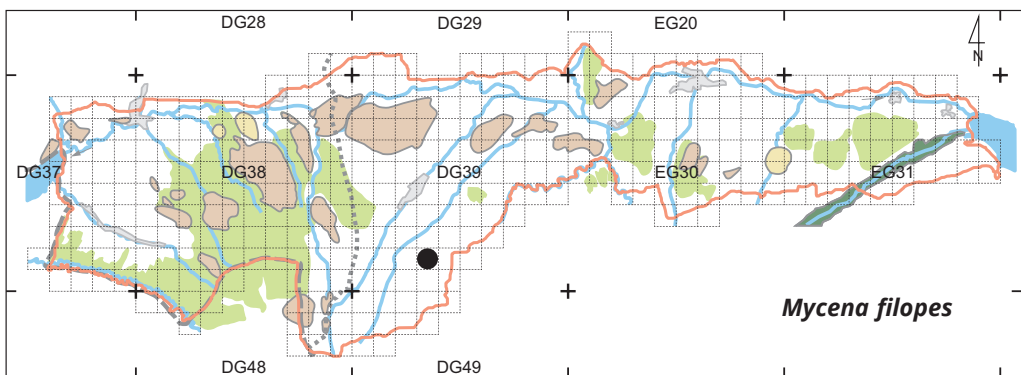 DG28 DG29 EG20
N
DG37 DG38 DG39 EG30 EG31
Mycena filopes
DG48 DG49